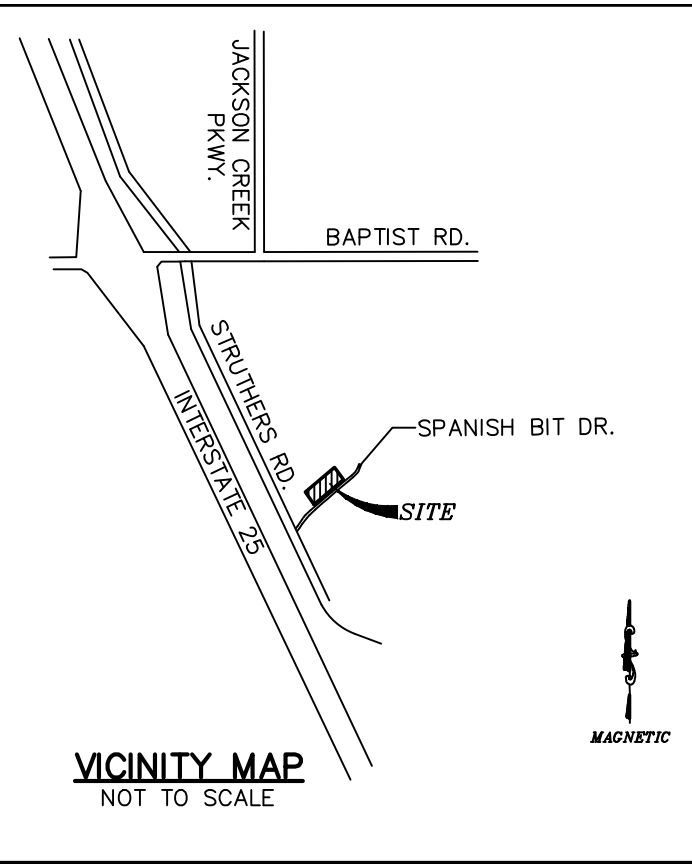 JACKSON CREEK
PKWY.
BAPTIST RD.
STRUTHERS RD.
INTERSTATE 25
SPANISH BIT DR.
SITE
MAGNETIC
VICINITY MAP
NOT TO SCALE